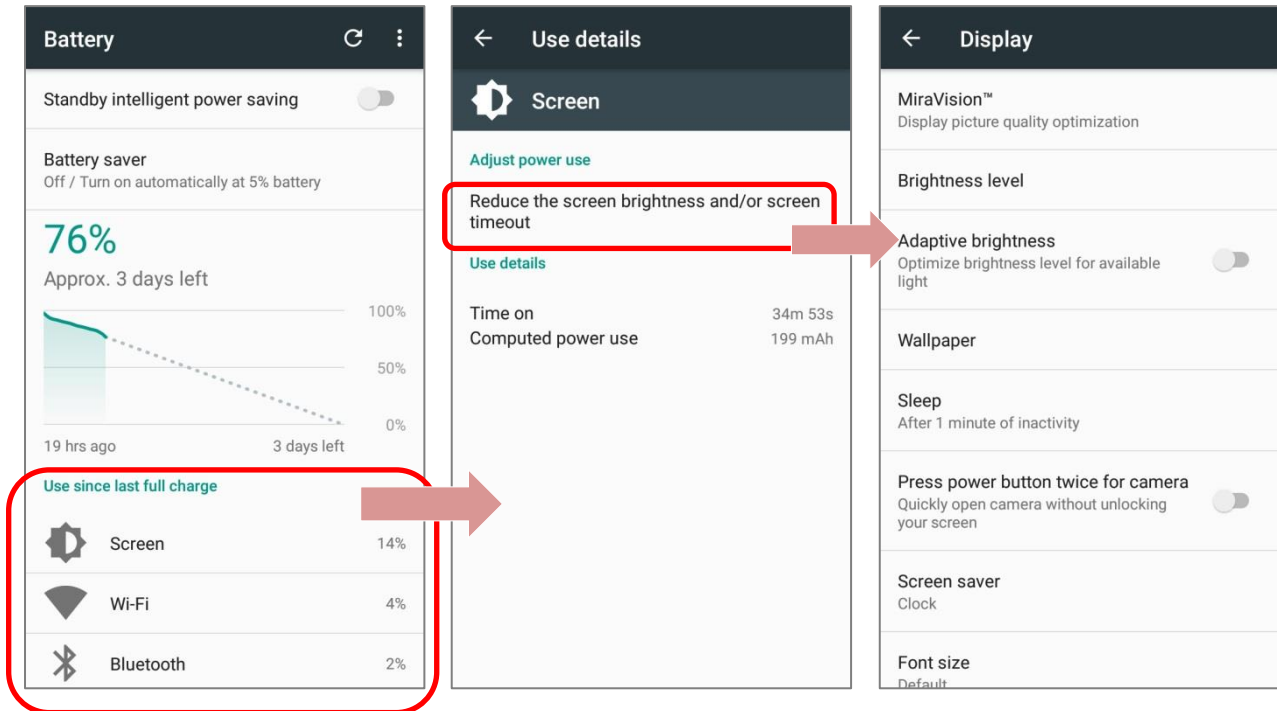 Battery
Standby intelligent power saving
Battery saver
Off / Turn on automatically at 5% battery
76%
Approx. 3 days left
100%
50%
0%
19 hrs ago 3 days left
Use since last full charge
Screen 14%
Wi-Fi 4%
Bluetooth 2%
Use details
Screen
Adjust power use
Reduce the screen brightness and/or screen
timeout
Use details
Time on 34m 53s
Computed power use 199 mAh
Display
MiraVision™
Display picture quality optimization
Brightness level
Adaptive brightness
Optimize brightness level for available
light
Wallpaper
Sleep
After 1 minute of inactivity
Press power button twice for camera
Quickly open camera without unlocking
your screen
Screen saver
Clock
Font size
Default